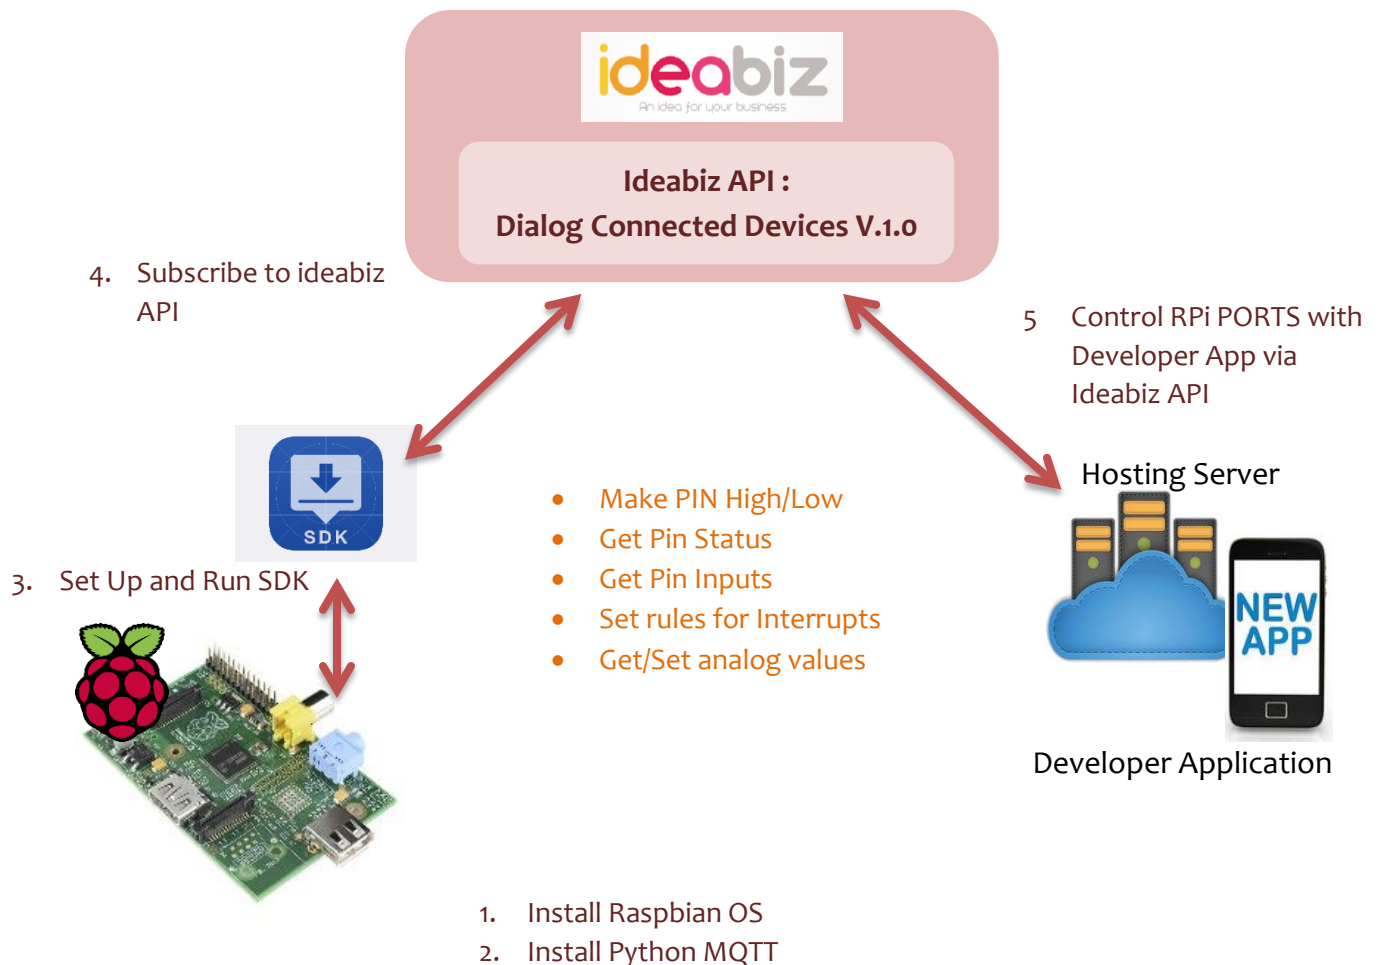 ideabiz
An idea for your business
Ideabiz API :
Dialog Connected Devices V.1.0
4. Subscribe to ideabiz
API
5 Control RPi PORTS with
Developer App via
Ideabiz API
SDK
3. Set Up and Run SDK
• Make PIN High/Low
• Get Pin Status
• Get Pin Inputs
• Set rules for Interrupts
• Get/Set analog values
Hosting Server
NEW
APP
Developer Application
1. Install Raspbian OS
2. Install Python MQTT